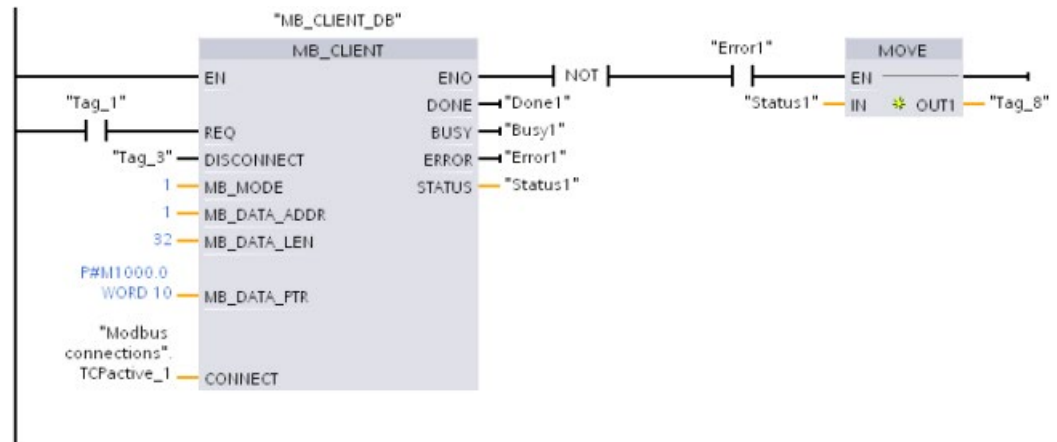 "MB_CLIENT_DB"
MB_CLIENT
EN
ENO
NOT
"Error1"
MOVE
EN
"Status1"
IN
OUT1
"Tag_8"
"Tag_1"
REQ
DONE
"Done1"
BUSY
"Busy1"
"Tag_3"
DISCONNECT
ERROR
"Error1"
1
MB_MODE
STATUS
"Status1"
1
MB_DATA_ADDR
32
MB_DATA_LEN
P#M1000.0
WORD 10
MB_DATA_PTR
"Modbus
connections".
TCPactive_1
CONNECT